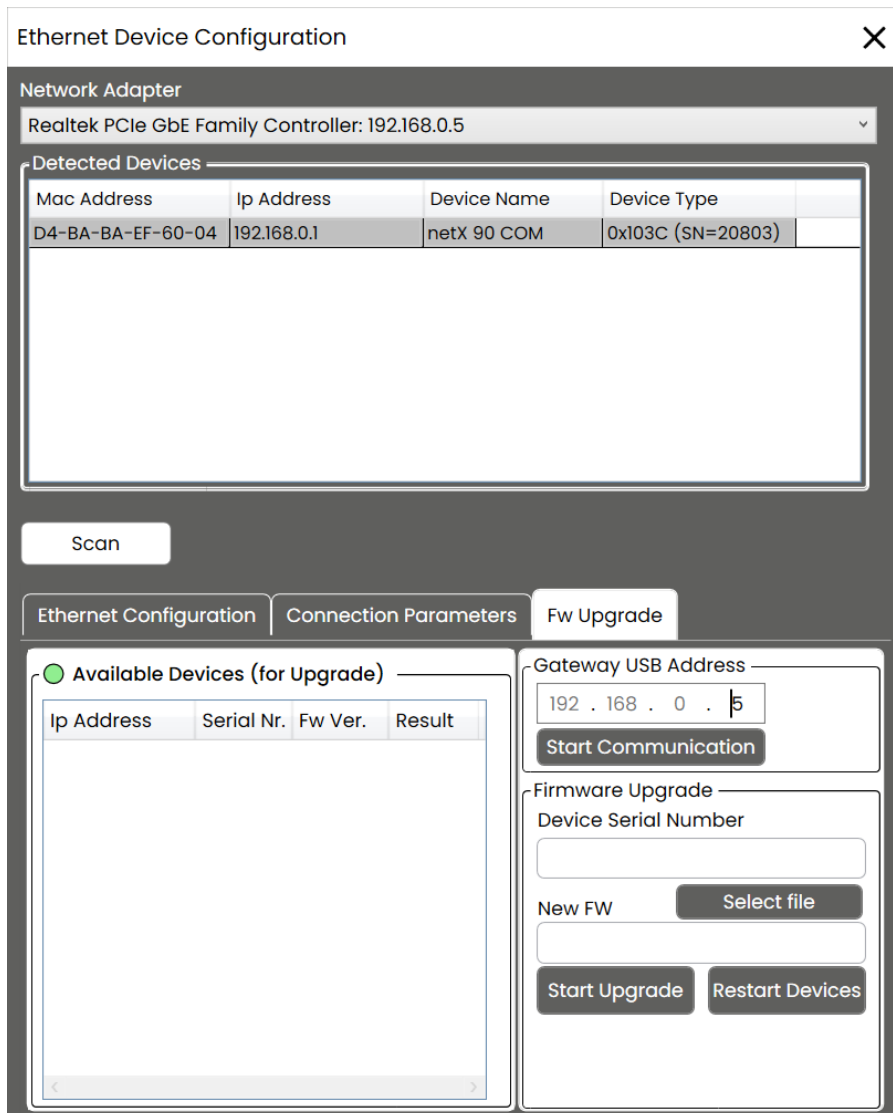 Ethernet Device Configuration
Network Adapter
Realtek PCIe GbE Family Controller: 192.168.0.5
Detected Devices
Mac Address Ip Address Device Name Device Type
D4-BA-BA-EF-60-04 192.168.0.1 netX 90 COM 0x103C (SN=20803)
Scan
Ethernet Configuration Connection Parameters Fw Upgrade
Available Devices (for Upgrade)
Ip Address Serial Nr. Fw Ver. Result
Gateway USB Address
192 . 168 . 0 . 5
Start Communication
Firmware Upgrade
Device Serial Number
New FW Select file
Start Upgrade Restart Devices